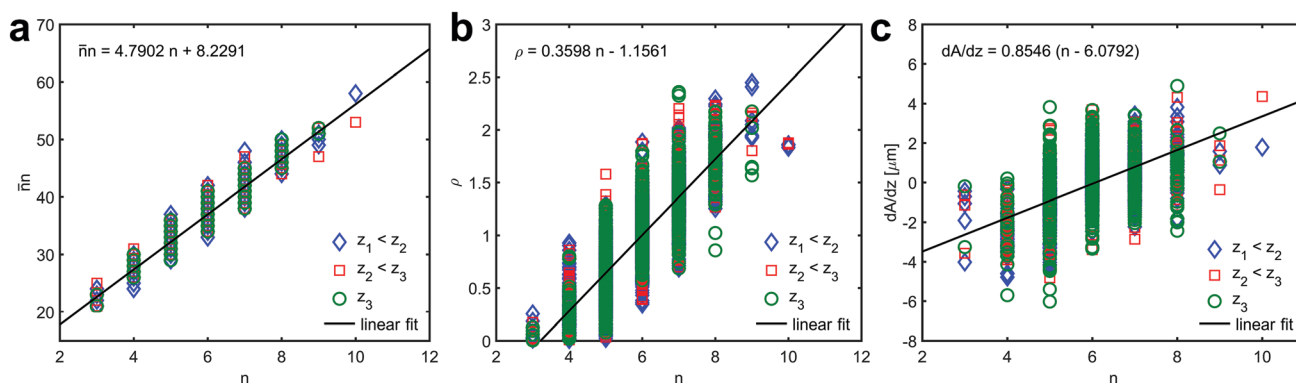 a
n̄n = 4.7902 n + 8.2291
70
60
50
40
30
20
n̄n
z₁ < z₂
z₂ < z₃
z₃
linear fit
2 4 6 8 10 12
n
b
ρ = 0.3598 n - 1.1561
3
2.5
2
1.5
1
0.5
0
ρ
z₁ < z₂
z₂ < z₃
z₃
linear fit
2 4 6 8 10 12
n
c
dA/dz = 0.8546 (n - 6.0792)
8
6
4
2
0
-2
-4
-6
-8
dA/dz [μm]
z₁ < z₂
z₂ < z₃
z₃
linear fit
2 4 6 8 10
n